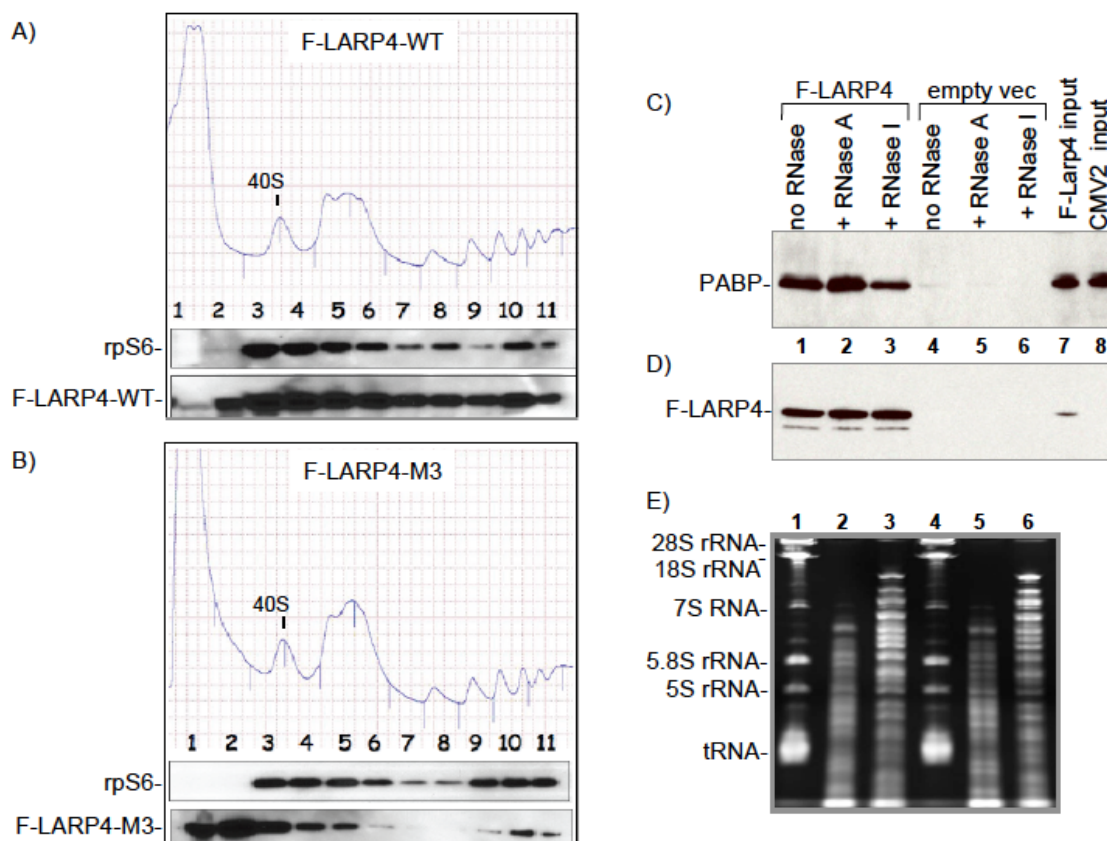 A)
F-LARP4-WT
40S
1 2 3 4 5 6 7 8 9 10 11
rpS6-
F-LARP4-WT-
B)
F-LARP4-M3
40S
1 2 3 4 5 6 7 8 9 10 11
rpS6-
F-LARP4-M3-
C)
F-LARP4 empty vec
no RNase
+ RNase A
+ RNase I
no RNase
+ RNase A
+ RNase I
F-Larp4 input
CMV2 input
PABP-
1 2 3 4 5 6 7 8
D)
F-LARP4-
E)
1 2 3 4 5 6
28S rRNA-
18S rRNA-
7S RNA-
5.8S rRNA-
5S rRNA-
tRNA-